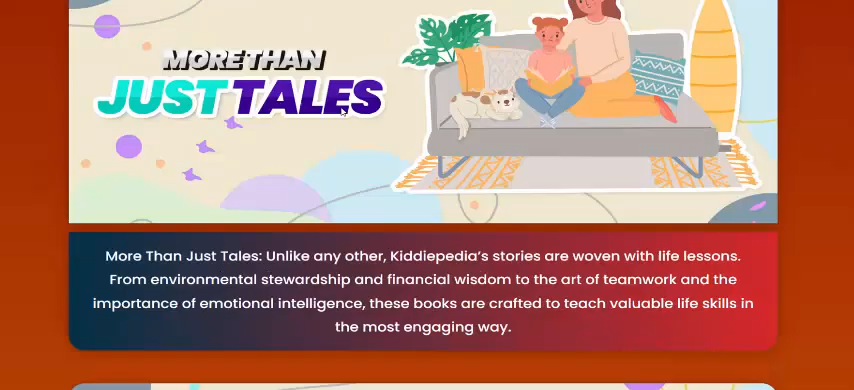 MORE THAN
JUST TALES
More Than Just Tales: Unlike any other, Kiddiepedia's stories are woven with life lessons.
From environmental stewardship and financial wisdom to the art of teamwork and the
importance of emotional intelligence, these books are crafted to teach valuable life skills in
the most engaging way.